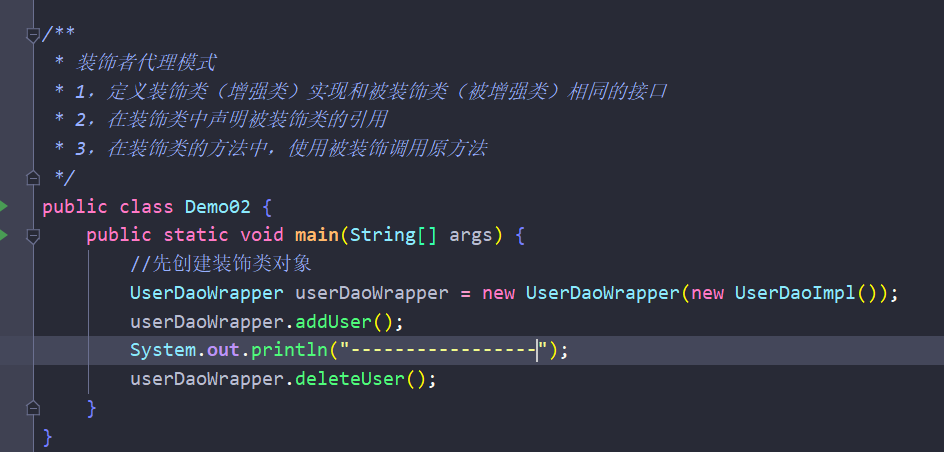 /**
 * 装饰者代理模式
 * 1，定义装饰类（增强类）实现和被装饰类（被增强类）相同的接口
 * 2，在装饰类中声明被装饰类的引用
 * 3，在装饰类的方法中，使用被装饰调用原方法
 */
public class Demo02 {
    public static void main(String[] args) {
        //先创建装饰类对象
        UserDaoWrapper userDaoWrapper = new UserDaoWrapper(new UserDaoImpl());
        userDaoWrapper.addUser();
        System.out.println("-----------------");
        userDaoWrapper.deleteUser();
    }
}